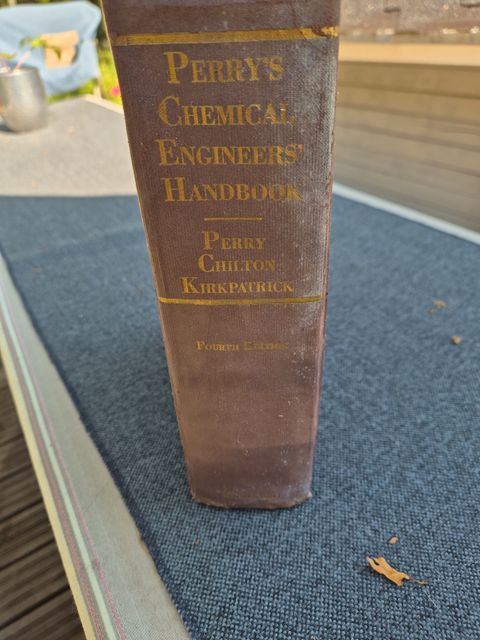 PERRY'S
CHEMICAL
ENGINEERS'
HANDBOOK
PERRY
CHILTON
KIRKPATRICK
FOURTH EDITION